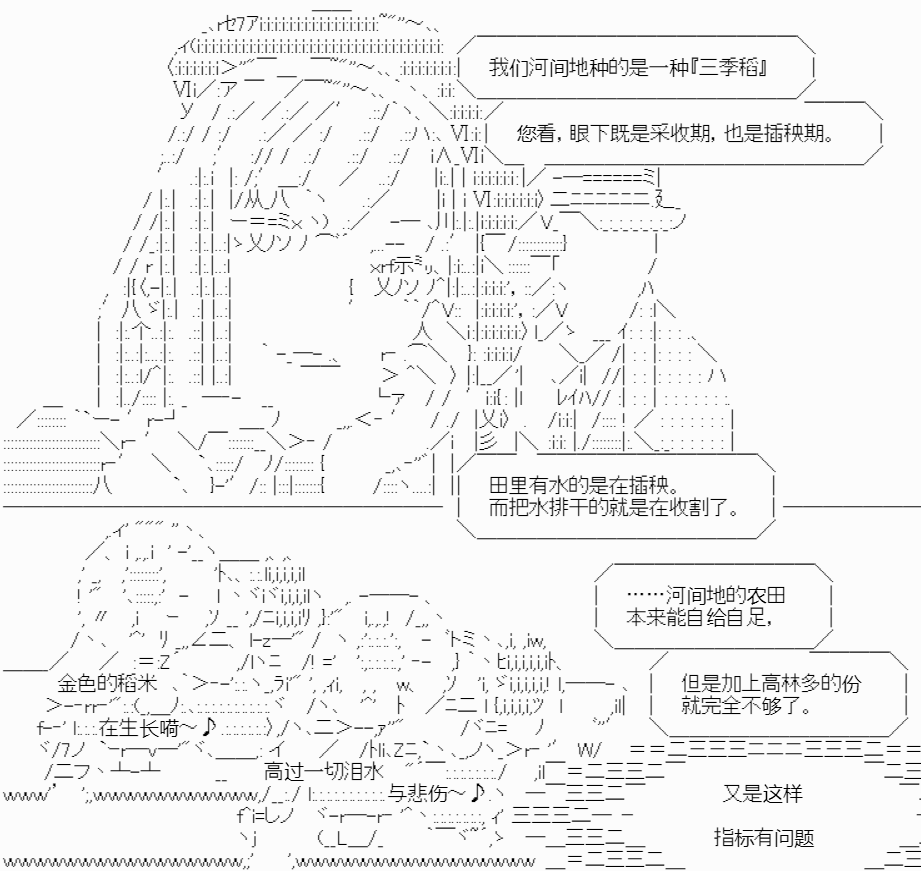 我们河间地种的是一种『三季稻』
您看，眼下既是采收期，也是插秧期。
田里有水的是在插秧。
而把水排干的就是在收割了。
……河间地的农田
本来能自给自足，
但是加上高林多的份
就完全不够了。
金色的稻米
在生长嗬～♪
高过一切泪水
与悲伤～♪
又是这样
指标有问题